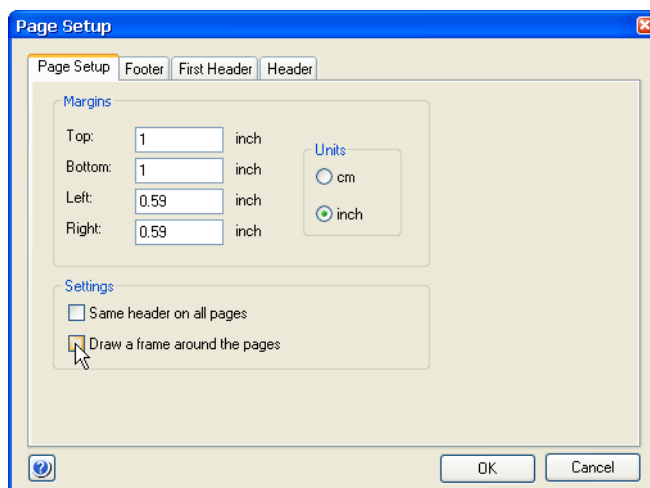 Page Setup
Page Setup Footer First Header Header
Margins
Top: 1 inch
Bottom: 1 inch
Left: 0.59 inch
Right: 0.59 inch
Units
cm
inch
Settings
Same header on all pages
Draw a frame around the pages
? OK Cancel